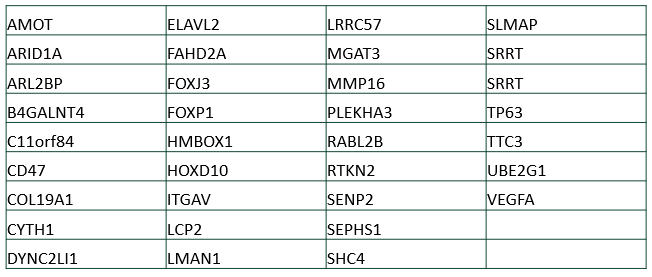 AMOT ELAVL2 LRRC57 SLMAP
ARID1A FAHD2A MGAT3 SRRT
ARL2BP FOXJ3 MMP16 SRRT
B4GALNT4 FOXP1 PLEKHA3 TP63
C11orf84 HMBOX1 RABL2B TTC3
CD47 HOXD10 RTKN2 UBE2G1
COL19A1 ITGAV SENP2 VEGFA
CYTH1 LCP2 SEPHS1
DYNC2LI1 LMAN1 SHC4